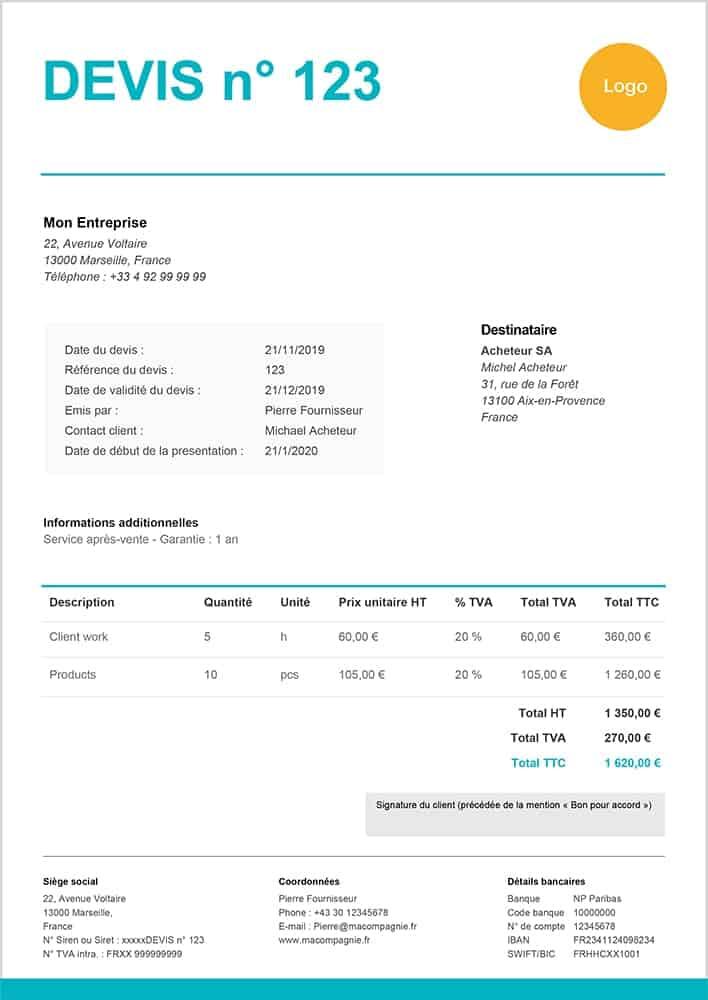 DEVIS n° 123
Logo
Mon Entreprise
22, Avenue Voltaire
13000 Marseille, France
Téléphone : +33 4 92 99 99 99
Date du devis : 21/11/2019
Référence du devis : 123
Date de validité du devis : 21/12/2019
Emis par : Pierre Fournisseur
Contact client : Michael Acheteur
Date de début de la presentation : 21/1/2020
Destinataire
Acheteur SA
Michel Acheteur
31, rue de la Forêt
13100 Aix-en-Provence
France
Informations additionnelles
Service après-vente - Garantie : 1 an
Description Quantité Unité Prix unitaire HT % TVA Total TVA Total TTC
Client work 5 h 60,00 € 20 % 60,00 € 360,00 €
Products 10 pcs 105,00 € 20 % 105,00 € 1 260,00 €
Total HT 1 350,00 €
Total TVA 270,00 €
Total TTC 1 620,00 €
Signature du client (précédée de la mention « Bon pour accord »)
Siège social
22, Avenue Voltaire
13000 Marseille,
France
N° Siren ou Siret : xxxxxDEVIS n° 123
N° TVA intra. : FRXX 999999999
Coordonnées
Pierre Fournisseur
Phone : +43 30 12345678
E-mail : Pierre@macompagnie.fr
www.macompagnie.fr
Détails bancaires
Banque NP Paribas
Code banque 10000000
N° de compte 12345678
IBAN FR2341124098234
SWIFT/BIC FRHHCXX1001